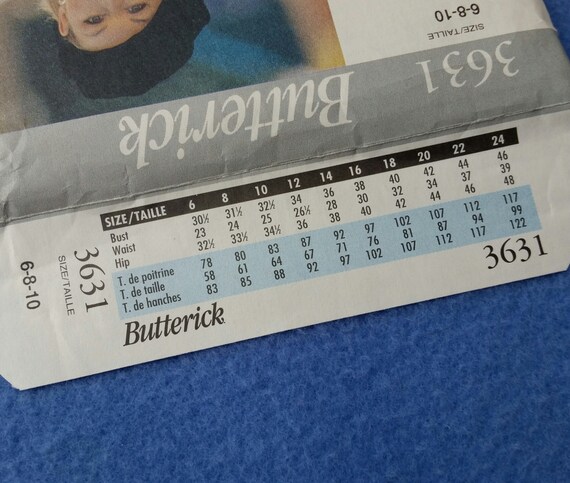 6-8-10
SIZE/TAILLE
3631
Butterick
SIZE/TAILLE 6 8 10 12 14 16 18 20 22 24
Bust 30½ 31½ 32½ 34 36 38 40 42 44 46
Waist 23 24 25 26½ 28 30 32 34 37 39
Hip 32½ 33½ 34½ 36 38 40 42 44 46 48
T. de poitrine 78 80 83 87 92 97 102 107 112 117
T. de taille 58 61 64 67 71 76 81 87 94 99
T. de hanches 83 85 88 92 97 102 107 112 117 122
Butterick
3631
3631
SIZE/TAILLE
6-8-10